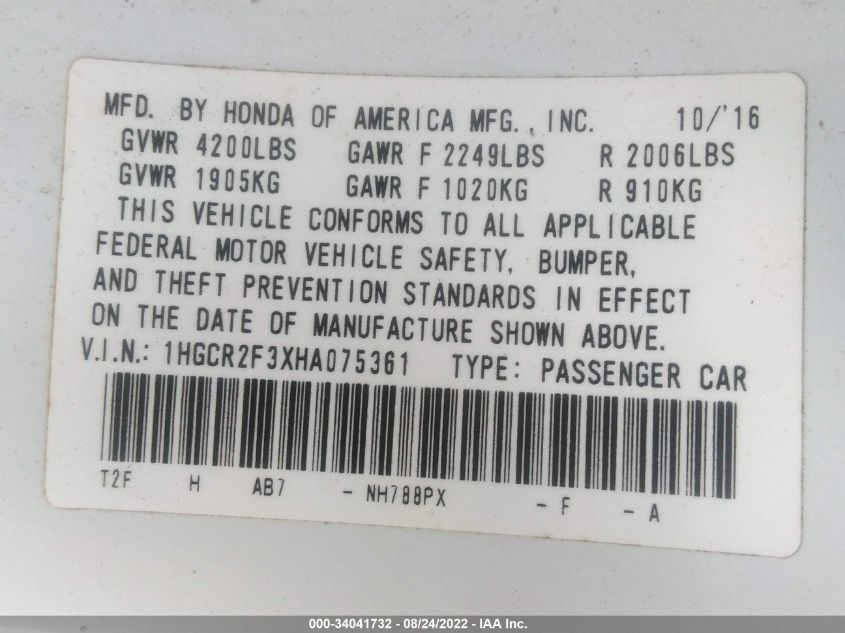 MFD. BY HONDA OF AMERICA MFG., INC. 10/'16
GVWR 4200LBS GAWR F 2249LBS R 2006LBS
GVWR 1905KG GAWR F 1020KG R 910KG
THIS VEHICLE CONFORMS TO ALL APPLICABLE
FEDERAL MOTOR VEHICLE SAFETY, BUMPER,
AND THEFT PREVENTION STANDARDS IN EFFECT
ON THE DATE OF MANUFACTURE SHOWN ABOVE.
V.I.N.: 1HGCR2F3XHA075361 TYPE: PASSENGER CAR
T2F H AB7 - NH788PX - F - A
000-34041732 - 08/24/2022 - IAA Inc.